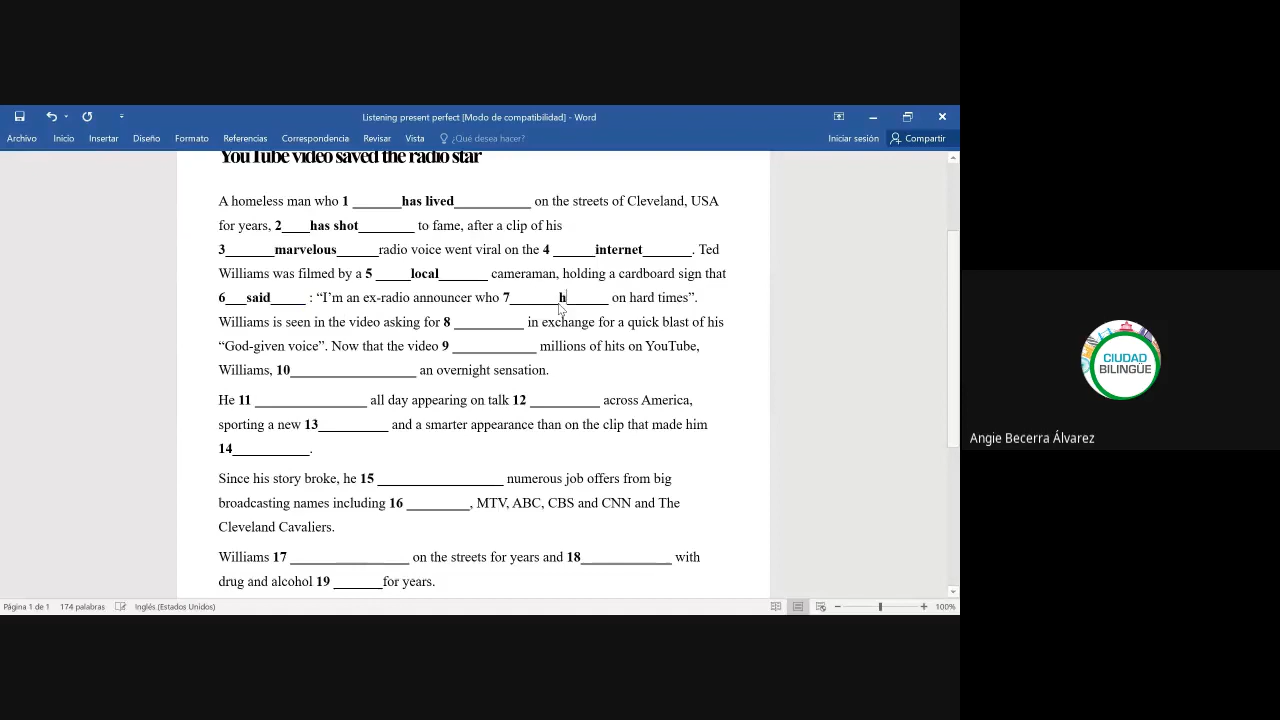 Listening present perfect [Modo de compatibilidad] - Word
Archivo Inicio Insertar Diseño Formato Referencias Correspondencia Revisar Vista ¿Qué desea hacer? Iniciar sesión Compartir
YouTube video saved the radio star
A homeless man who 1 _______has lived___________ on the streets of Cleveland, USA
for years, 2____has shot________ to fame, after a clip of his
3_______marvelous______radio voice went viral on the 4 ______internet_______. Ted
Williams was filmed by a 5 _____local_______ cameraman, holding a cardboard sign that
6___said_____ : “I’m an ex-radio announcer who 7_______h______ on hard times”.
Williams is seen in the video asking for 8 __________ in exchange for a quick blast of his
“God-given voice”. Now that the video 9 ____________ millions of hits on YouTube,
Williams, 10__________________ an overnight sensation.
He 11 ________________ all day appearing on talk 12 __________ across America,
sporting a new 13__________ and a smarter appearance than on the clip that made him
14___________.
Since his story broke, he 15 __________________ numerous job offers from big
broadcasting names including 16 _________, MTV, ABC, CBS and CNN and The
Cleveland Cavaliers.
Williams 17 _________________ on the streets for years and 18_____________ with
drug and alcohol 19 _______for years.
Página 1 de 1 174 palabras Inglés (Estados Unidos) 100%
CIUDAD
BILINGÜE
Angie Becerra Álvarez